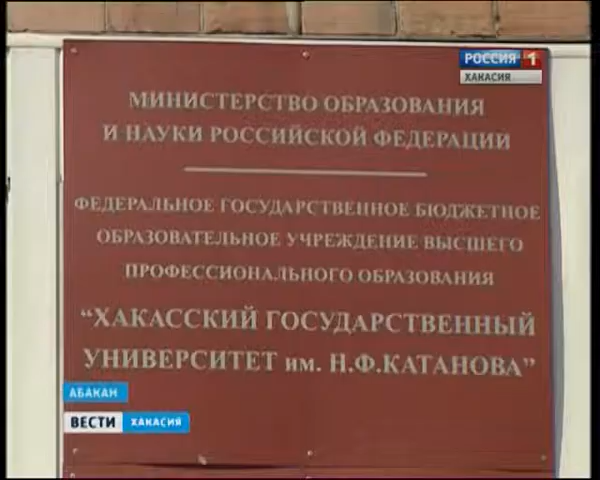 РОССИЯ 1
ХАКАСИЯ
МИНИСТЕРСТВО ОБРАЗОВАНИЯ
И НАУКИ РОССИЙСКОЙ ФЕДЕРАЦИИ
ФЕДЕРАЛЬНОЕ ГОСУДАРСТВЕННОЕ БЮДЖЕТНОЕ
ОБРАЗОВАТЕЛЬНОЕ УЧРЕЖДЕНИЕ ВЫСШЕГО
ПРОФЕССИОНАЛЬНОГО ОБРАЗОВАНИЯ
“ХАКАССКИЙ ГОСУДАРСТВЕННЫЙ
УНИВЕРСИТЕТ им. Н.Ф.КАТАНОВА”
АБАКАН
ВЕСТИ ХАКАСИЯ